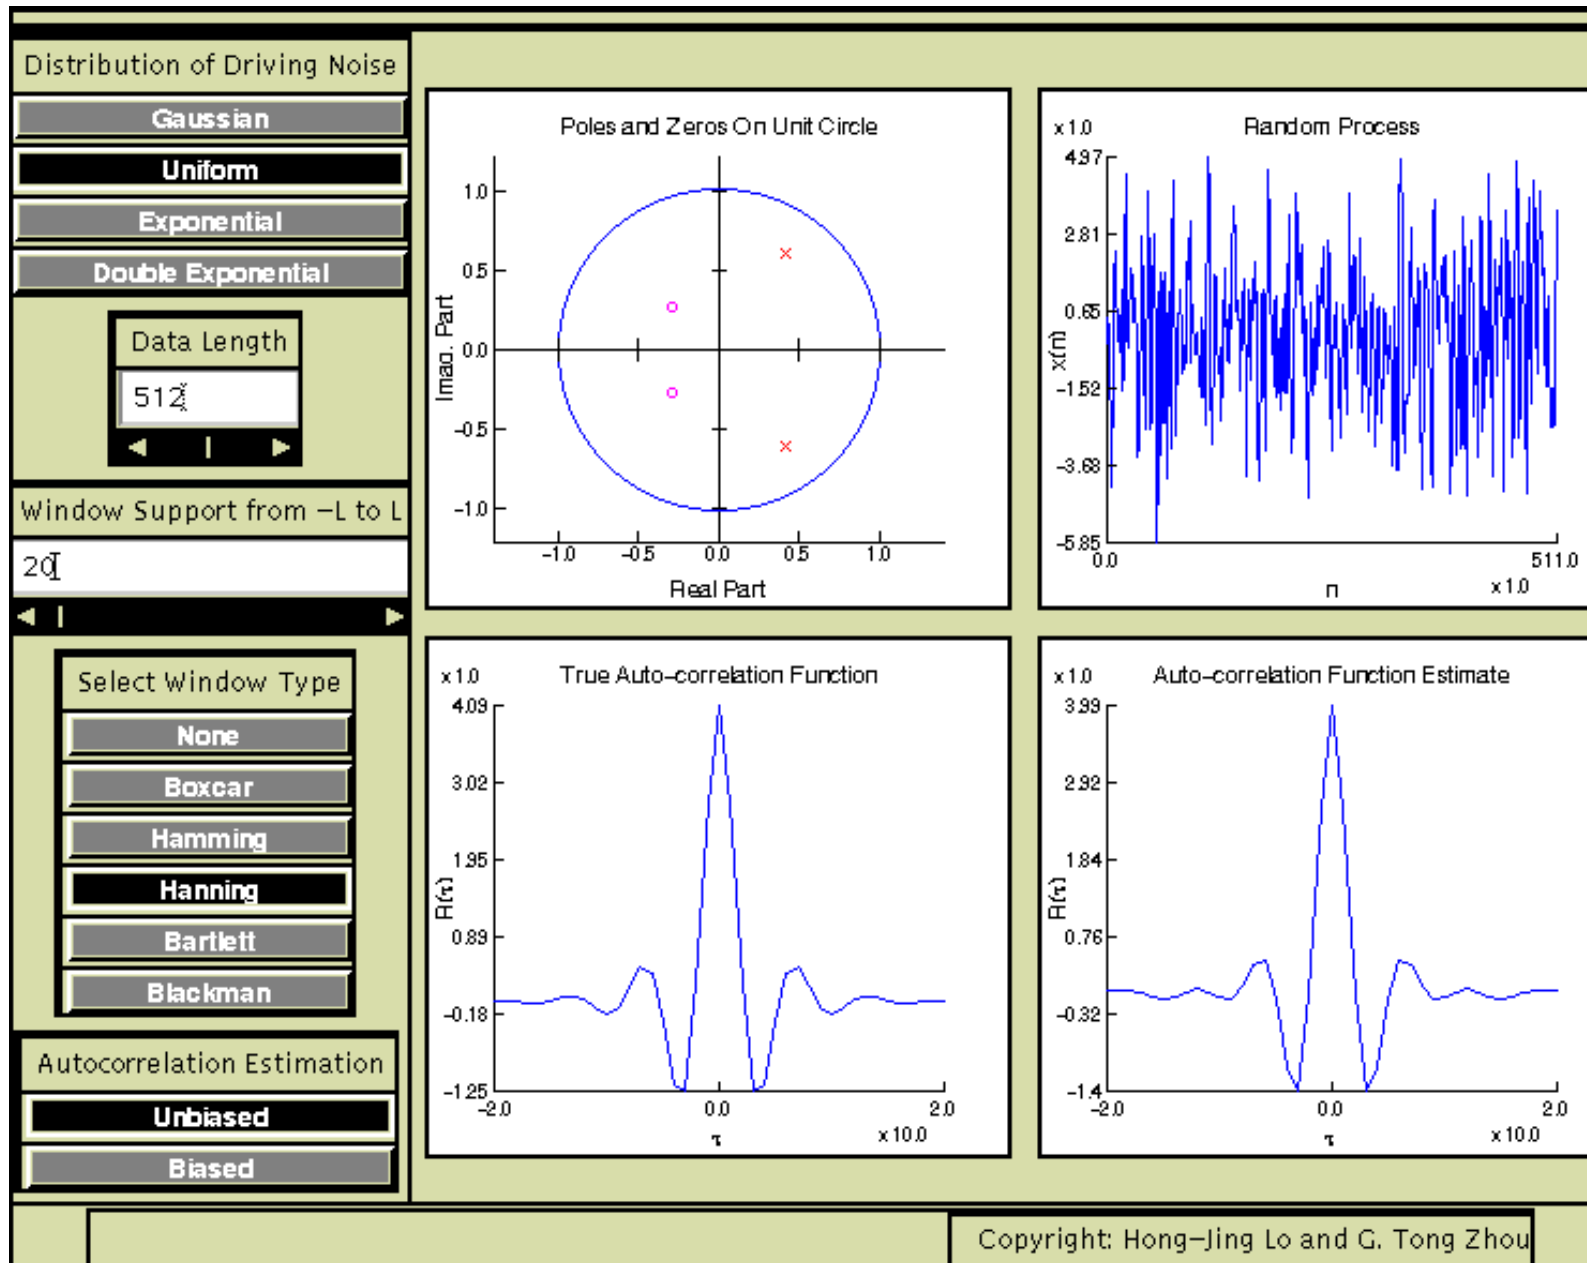 Distribution of Driving Noise
Gaussian
Uniform
Exponential
Double Exponential
Data Length
512
Window Support from -L to L
20
Select Window Type
None
Boxcar
Hamming
Hanning
Bartlett
Blackman
Autocorrelation Estimation
Unbiased
Biased
Poles and Zeros On Unit Circle
Imag. Part
1.0
0.5
0.0
-0.5
-1.0
-1.0 -0.5 0.0 0.5 1.0
Real Part
x 1.0 Random Process
x(n)
4.97
2.81
0.65
-1.52
-3.68
-5.85
0.0 511.0
n x 1.0
x 1.0 True Auto-correlation Function
R(τ)
4.09
3.02
1.95
0.89
-0.18
-1.25
-2.0 0.0 2.0
τ x 10.0
x 1.0 Auto-correlation Function Estimate
R(τ)
3.99
2.92
1.84
0.76
-0.32
-1.4
-2.0 0.0 2.0
τ x 10.0
Copyright: Hong-Jing Lo and G. Tong Zhou